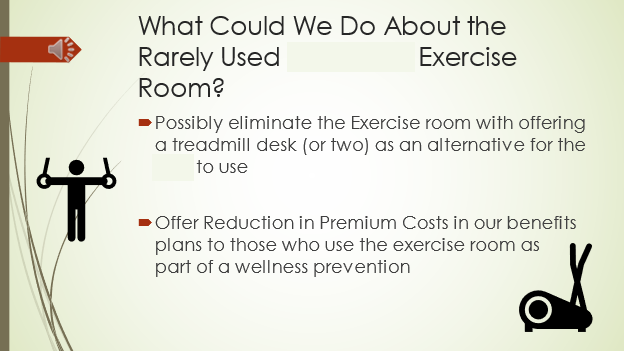 What Could We Do About the
Rarely Used Exercise
Room?
Possibly eliminate the Exercise room with offering
a treadmill desk (or two) as an alternative for the
to use
Offer Reduction in Premium Costs in our benefits
plans to those who use the exercise room as
part of a wellness prevention